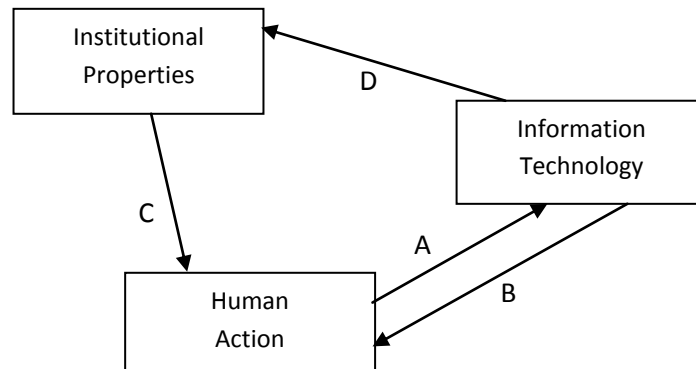 Institutional
Properties
D
Information
Technology
C
A
B
Human
Action